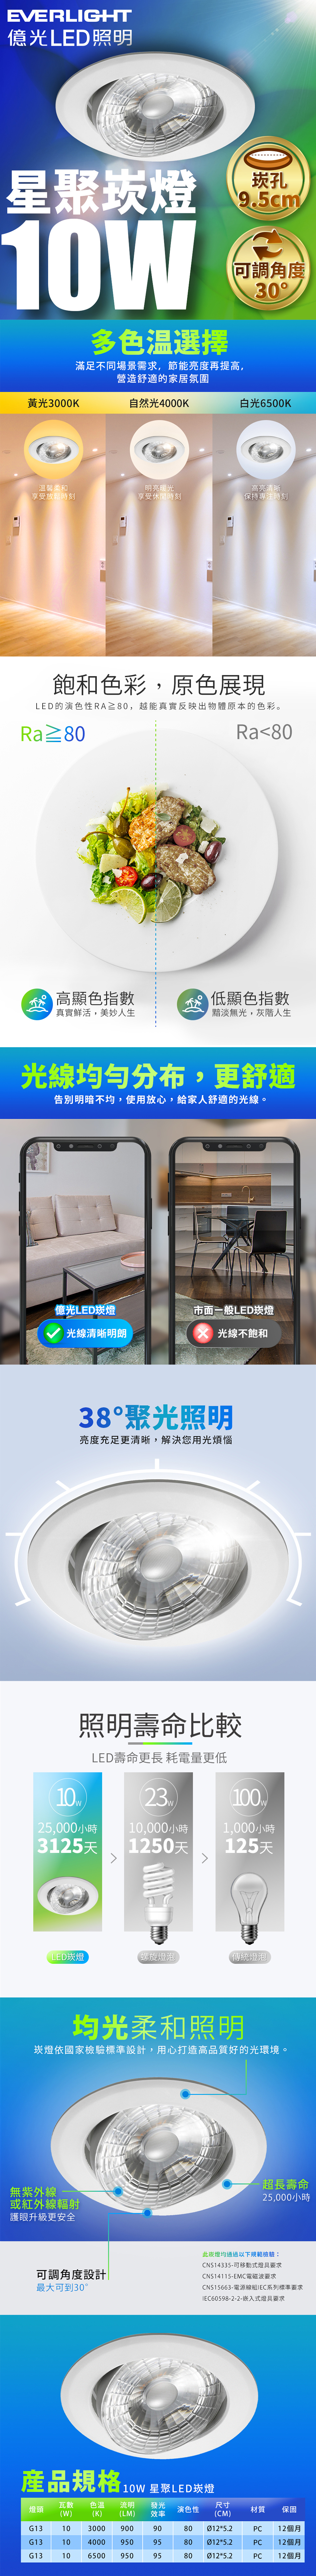 EVERLIGHT
億光LED照明
崁孔
9.5cm
星聚崁燈
10W
可調角度
30°
多色溫選擇
滿足不同場景需求，節能亮度再提高，
營造舒適的家居氛圍
黃光3000K
自然光4000K
白光6500K
溫馨柔和
享受放鬆時刻
明亮暖光
享受休閒時刻
高亮清晰
保持專注時刻
飽和色彩，原色展現
LED的演色性RA≧80，越能真實反映出物體原本的色彩。
Ra≧80
Ra<80
高顯色指數
真實鮮活，美妙人生
低顯色指數
黯淡無光，灰階人生
光線均勻分布，更舒適
告別明暗不均，使用放心，給家人舒適的光線。
億光LED崁燈
光線清晰明朗
市面一般LED崁燈
光線不飽和
38°聚光照明
亮度充足更清晰，解決您用光煩惱
照明壽命比較
LED壽命更長 耗電量更低
10W
25,000小時
3125天
LED崁燈
23W
10,000小時
1250天
螺旋燈泡
100W
1,000小時
125天
傳統燈泡
均光柔和照明
崁燈依國家檢驗標準設計，用心打造高品質好的光環境。
無紫外線
或紅外線輻射
護眼升級更安全
超長壽命
25,000小時
可調角度設計
最大可到30°
此崁燈均通過以下規範檢驗：
CNS14335-可移動式燈具要求
CNS14115-EMC電磁波要求
CNS15663-電源線組IEC系列標準要求
IEC60598-2-2-嵌入式燈具要求
產品規格 10W 星聚LED崁燈
燈頭 瓦數(W) 色溫(K) 流明(LM) 發光效率 演色性 尺寸(CM) 材質 保固
G13 10 3000 900 90 80 Ø12*5.2 PC 12個月
G13 10 4000 950 95 80 Ø12*5.2 PC 12個月
G13 10 6500 950 95 80 Ø12*5.2 PC 12個月